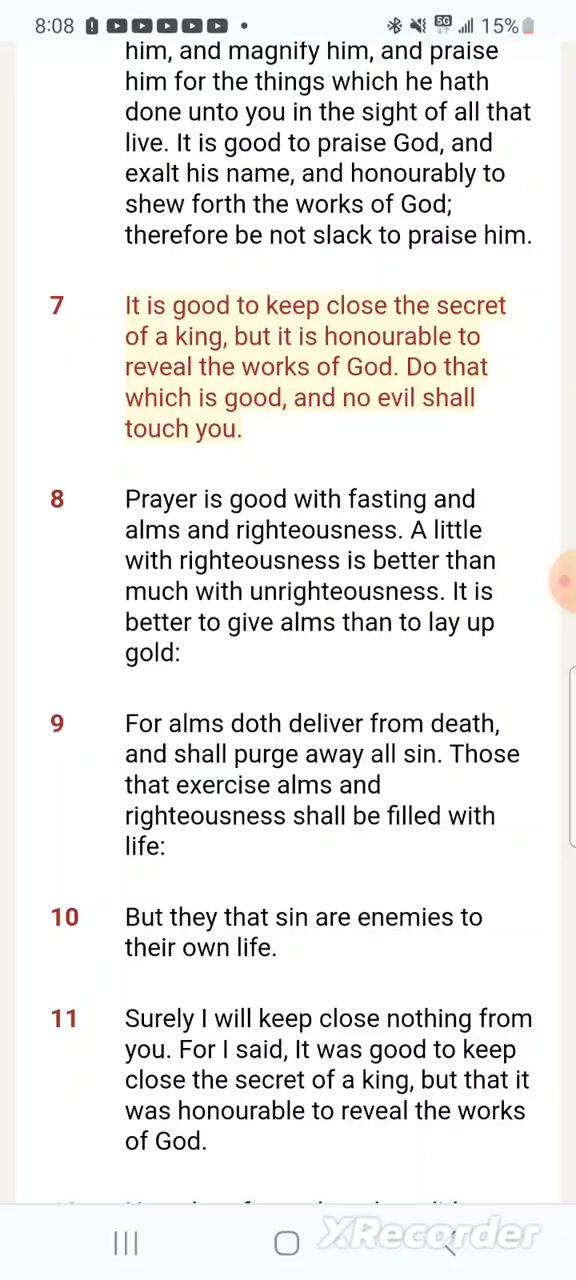 8:08
5G
15%
him, and magnify him, and praise
him for the things which he hath
done unto you in the sight of all that
live. It is good to praise God, and
exalt his name, and honourably to
shew forth the works of God;
therefore be not slack to praise him.
7 It is good to keep close the secret
of a king, but it is honourable to
reveal the works of God. Do that
which is good, and no evil shall
touch you.
8 Prayer is good with fasting and
alms and righteousness. A little
with righteousness is better than
much with unrighteousness. It is
better to give alms than to lay up
gold:
9 For alms doth deliver from death,
and shall purge away all sin. Those
that exercise alms and
righteousness shall be filled with
life:
10 But they that sin are enemies to
their own life.
11 Surely I will keep close nothing from
you. For I said, It was good to keep
close the secret of a king, but that it
was honourable to reveal the works
of God.
XRecorder